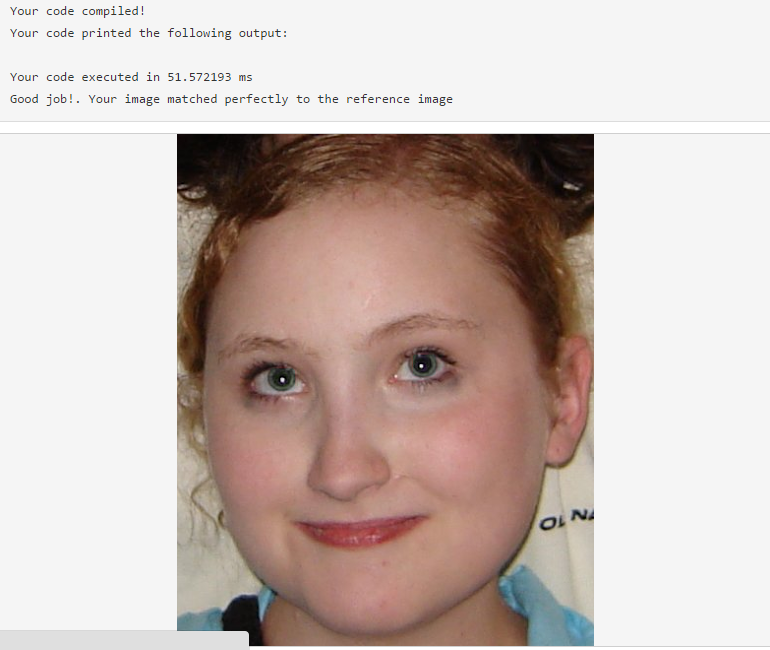 Your code compiled!
Your code printed the following output:
Your code executed in 51.572193 ms
Good job!. Your image matched perfectly to the reference image
OL NA